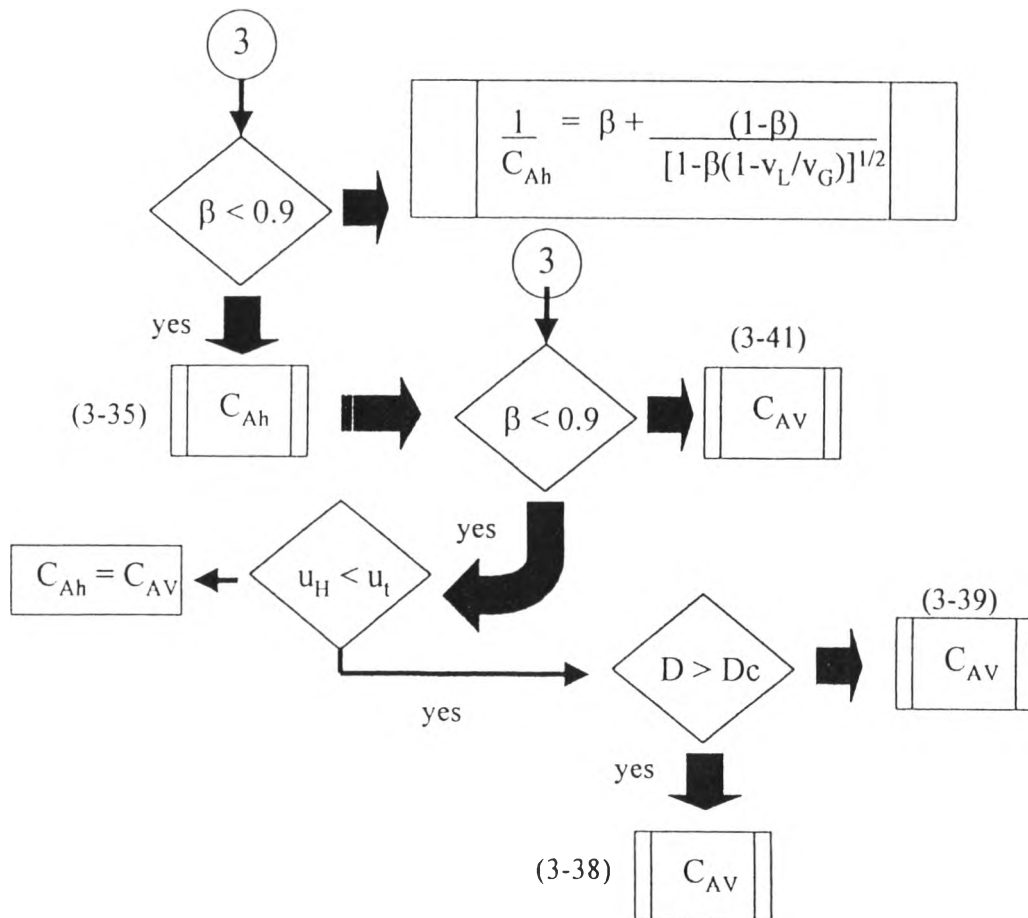 3
1/C_Ah = β + (1-β)/[1-β(1-v_L/v_G)]^1/2
β < 0.9
3
yes
(3-41)
(3-35)
C_Ah
β < 0.9
C_AV
yes
C_Ah = C_AV
u_H < u_t
(3-39)
D > Dc
C_AV
yes
yes
(3-38)
C_AV